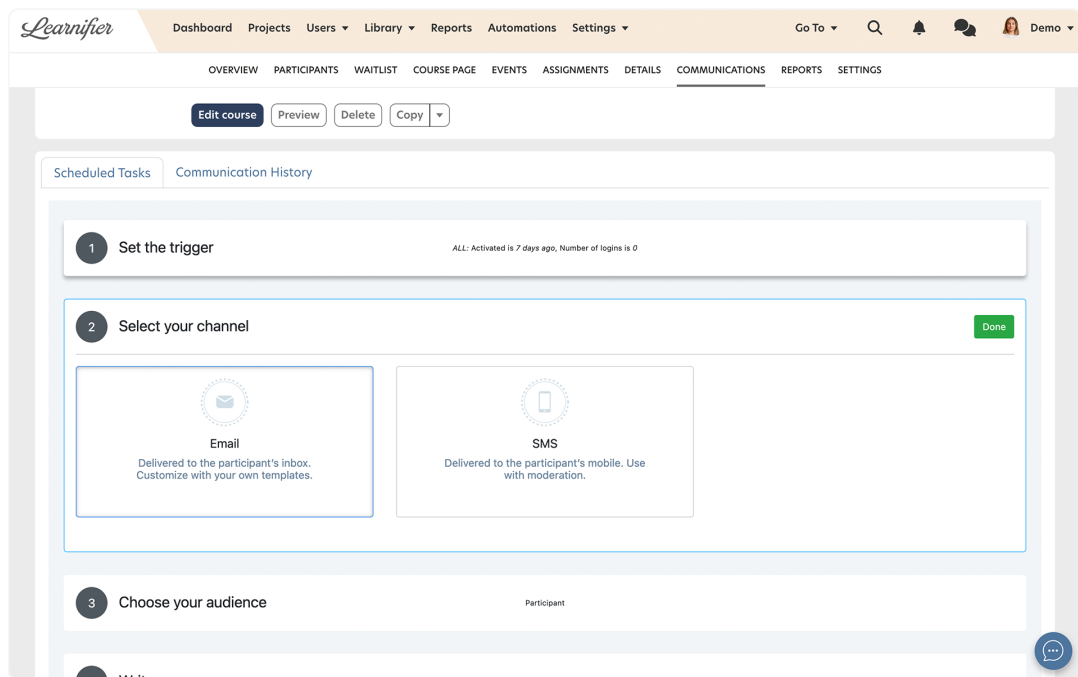 Learnifier
Dashboard Projects Users Library Reports Automations Settings Go To Demo
OVERVIEW PARTICIPANTS WAITLIST COURSE PAGE EVENTS ASSIGNMENTS DETAILS COMMUNICATIONS REPORTS SETTINGS
Edit course Preview Delete Copy
Scheduled Tasks Communication History
1 Set the trigger ALL: Activated is 7 days ago, Number of logins is 0
2 Select your channel Done
Email
Delivered to the participant's inbox.
Customize with your own templates.
SMS
Delivered to the participant's mobile. Use
with moderation.
3 Choose your audience Participant